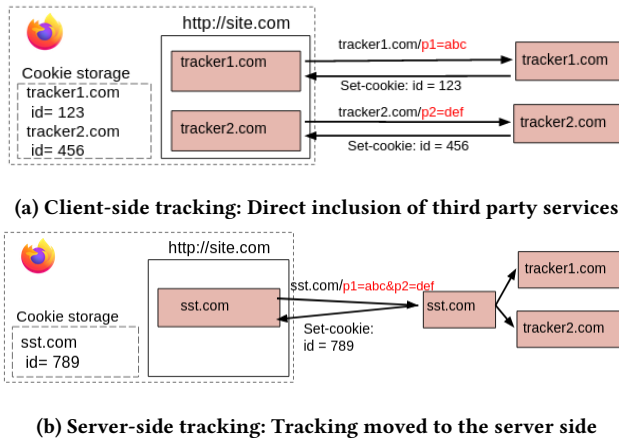 http://site.com
Cookie storage
tracker1.com
id= 123
tracker2.com
id= 456
tracker1.com
tracker2.com
tracker1.com/p1=abc
Set-cookie: id = 123
tracker2.com/p2=def
Set-cookie: id = 456
tracker1.com
tracker2.com
(a) Client-side tracking: Direct inclusion of third party services
http://site.com
Cookie storage
sst.com
id= 789
sst.com
sst.com/p1=abc&p2=def
Set-cookie:
id = 789
sst.com
tracker1.com
tracker2.com
(b) Server-side tracking: Tracking moved to the server side